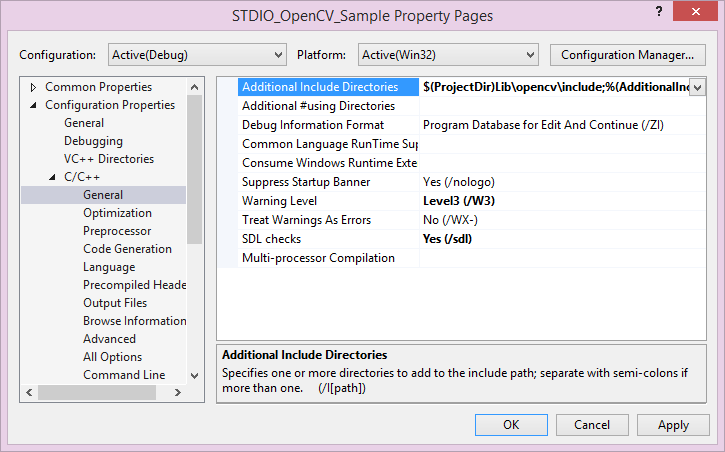 STDIO_OpenCV_Sample Property Pages
?
Configuration: Active(Debug) Platform: Active(Win32) Configuration Manager...
Common Properties
Configuration Properties
General
Debugging
VC++ Directories
C/C++
General
Optimization
Preprocessor
Code Generation
Language
Precompiled Heade
Output Files
Browse Information
Advanced
All Options
Command Line
Additional Include Directories $(ProjectDir)Lib\opencv\include;%(AdditionalInc
Additional #using Directories
Debug Information Format Program Database for Edit And Continue (/ZI)
Common Language RunTime Sup
Consume Windows Runtime Exte
Suppress Startup Banner Yes (/nologo)
Warning Level Level3 (/W3)
Treat Warnings As Errors No (/WX-)
SDL checks Yes (/sdl)
Multi-processor Compilation
Additional Include Directories
Specifies one or more directories to add to the include path; separate with semi-colons if
more than one. (/I[path])
OK Cancel Apply